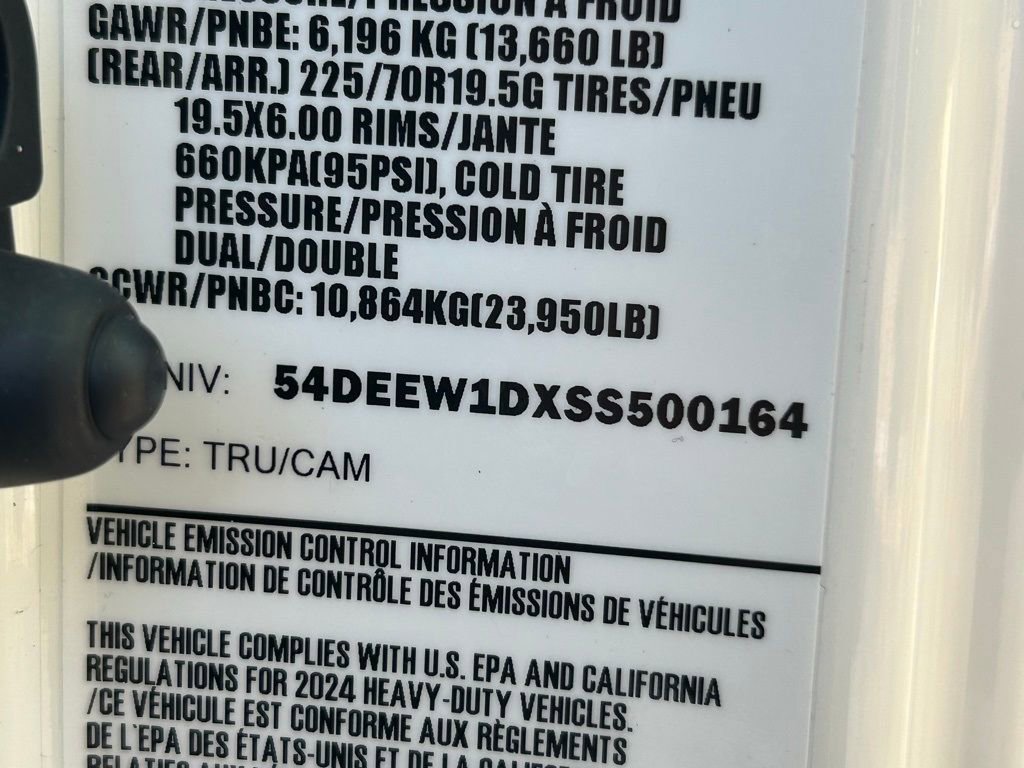 PRESSION À FROID
GAWR/PNBE: 6,196 KG (13,660 LB)
(REAR/ARR.) 225/70R19.5G TIRES/PNEU
19.5X6.00 RIMS/JANTE
660KPA(95PSI), COLD TIRE
PRESSURE/PRESSION À FROID
DUAL/DOUBLE
GCWR/PNBC: 10,864KG(23,950LB)
NIV: 54DEEW1DXSS500164
TYPE: TRU/CAM
VEHICLE EMISSION CONTROL INFORMATION
/INFORMATION DE CONTRÔLE DES ÉMISSIONS DE VÉHICULES
THIS VEHICLE COMPLIES WITH U.S. EPA AND CALIFORNIA
REGULATIONS FOR 2024 HEAVY-DUTY VEHICLES.
/CE VÉHICULE EST CONFORME AUX RÈGLEMENTS
DE L'EPA DES ÉTATS-UNIS ET DE LA